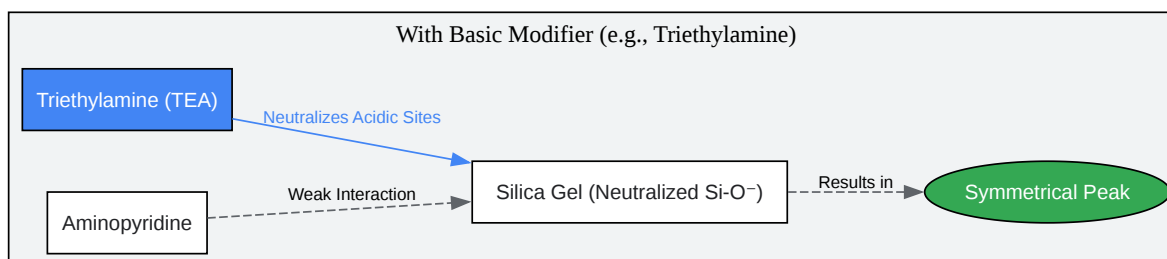 With Basic Modifier (e.g., Triethylamine)
Triethylamine (TEA)
Neutralizes Acidic Sites
Aminopyridine
Weak Interaction
Silica Gel (Neutralized Si-O⁻)
Results in
Symmetrical Peak